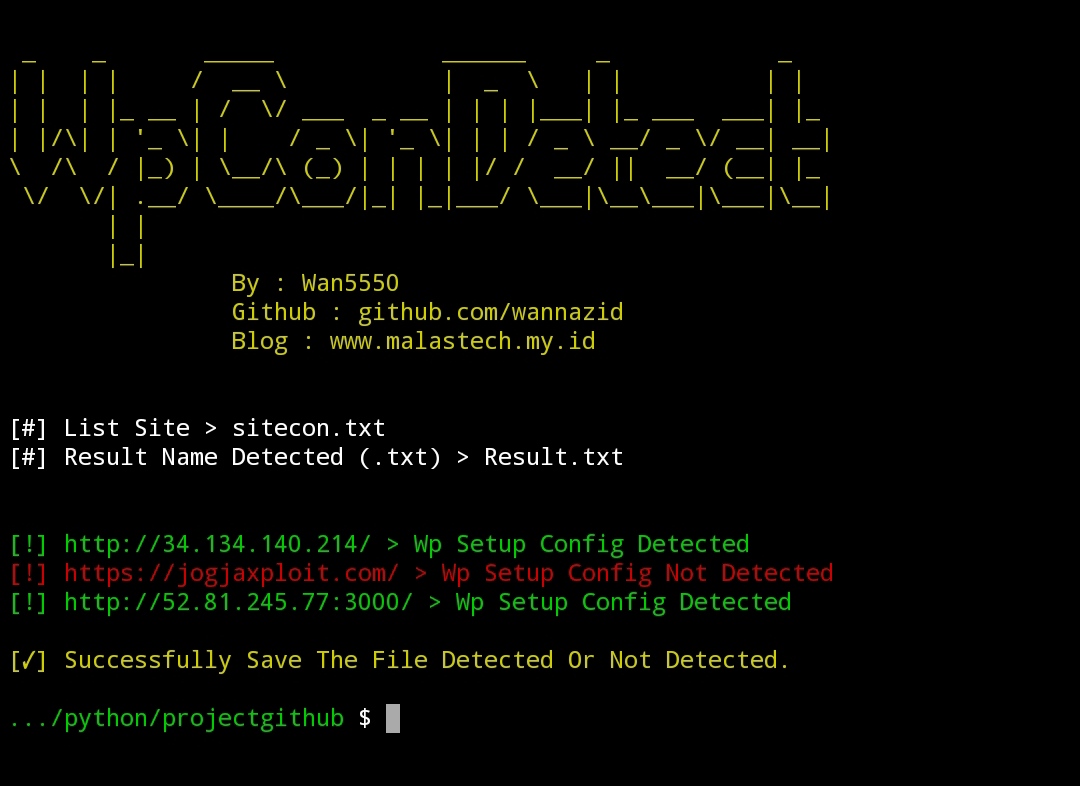 WpConDetect
By : Wan5550
Github : github.com/wannazid
Blog : www.malastech.my.id
[#] List Site > sitecon.txt
[#] Result Name Detected (.txt) > Result.txt
[!] http://34.134.140.214/ > Wp Setup Config Detected
[!] https://jogjaxploit.com/ > Wp Setup Config Not Detected
[!] http://52.81.245.77:3000/ > Wp Setup Config Detected
[✓] Successfully Save The File Detected Or Not Detected.
.../python/projectgithub $